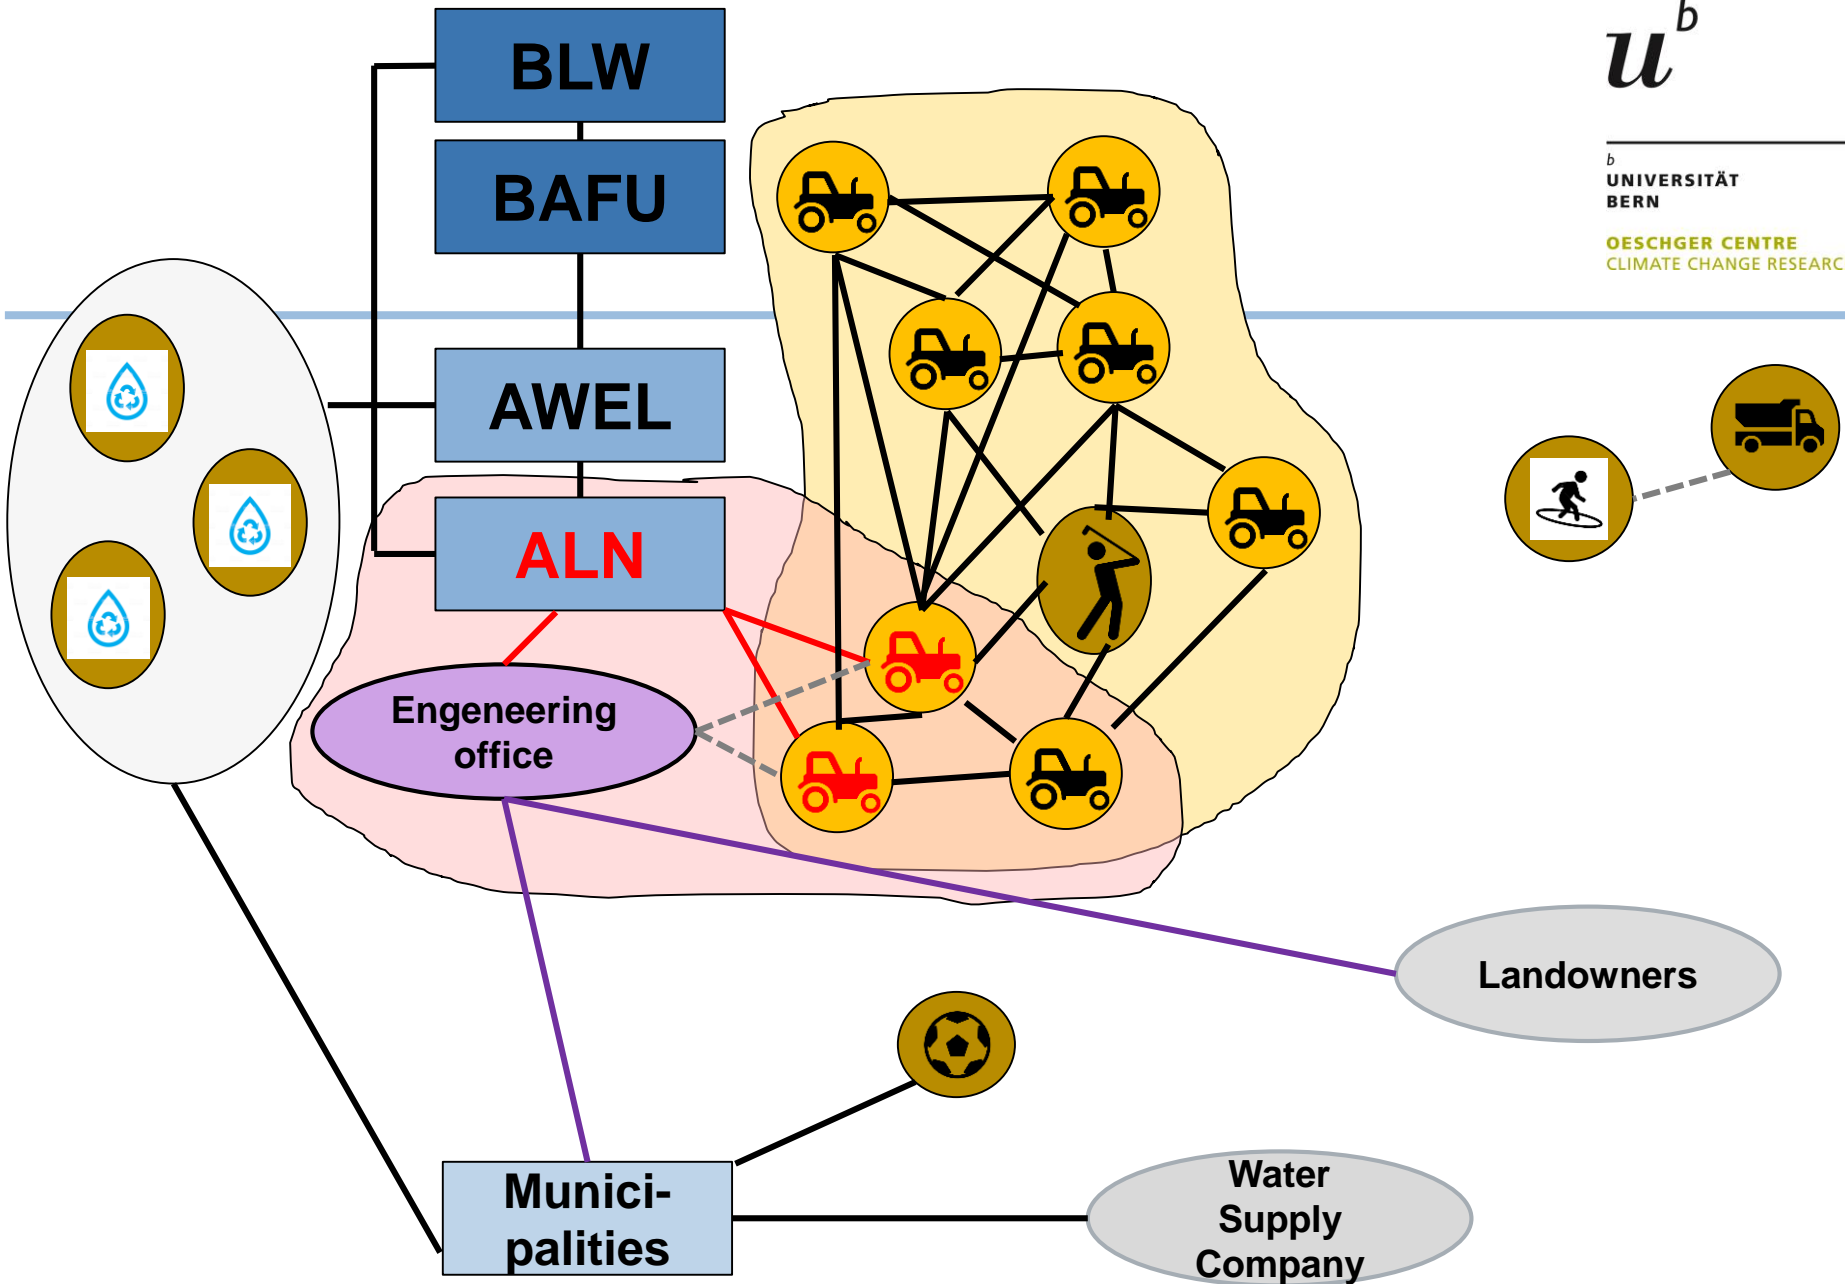 BLW
BAFU
AWEL
ALN
Engeneering
office
Landowners
Munici-
palities
Water
Supply
Company
u
b
b
UNIVERSITÄT
BERN
OESCHGER CENTRE
CLIMATE CHANGE RESEARC